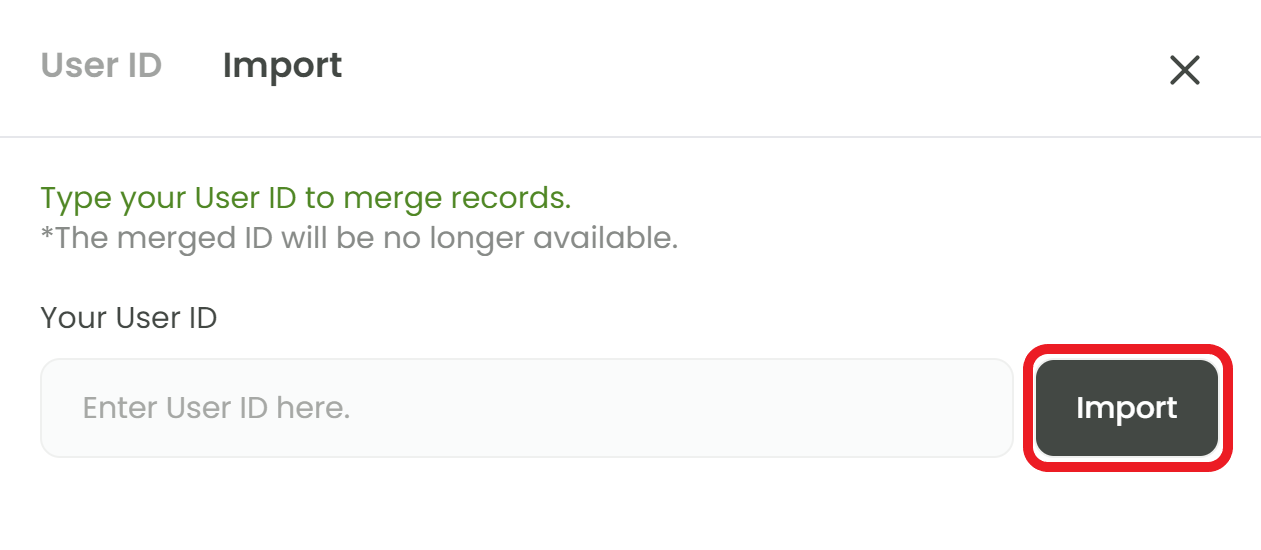 User ID Import
Type your User ID to merge records.
*The merged ID will be no longer available.
Your User ID
Enter User ID here.
Import